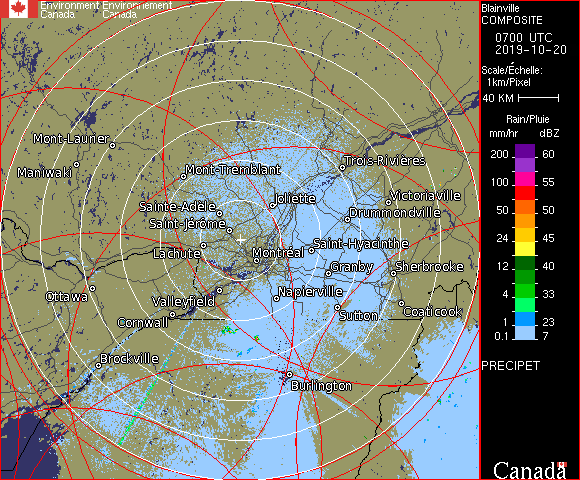 Environment Environnement
Canada Canada
Blainville
COMPOSITE
0700 UTC
2019-10-20
Scale/Échelle:
1km/Pixel
40 KM
Rain/Pluie
mm/hr dBZ
200 60
100 55
50 50
24 45
12 40
4 33
1 23
0.1 7
PRECIPET
Canada
Mont-Laurier
Maniwaki
Mont-Tremblant
Trois-Rivières
Sainte-Adèle
Joliette
Victoriaville
Drummondville
Saint-Jérôme
Lachute
Montréal
Saint-Hyacinthe
Granby
Sherbrooke
Ottawa
Valleyfield
Napierville
Cornwall
Sutton
Coaticook
Brockville
Burlington